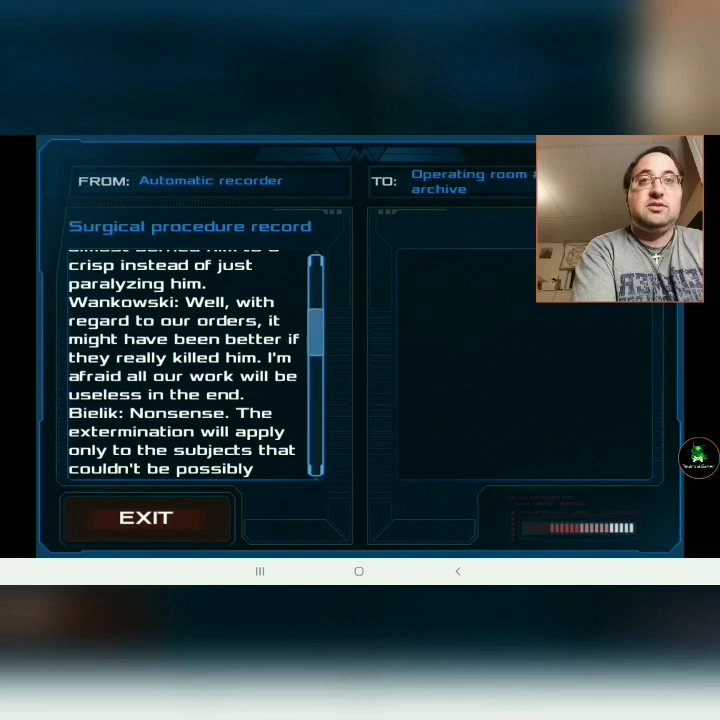 FROM: Automatic recorder
TO: Operating room
archive
Surgical procedure record
crisp instead of just
paralyzing him.
Wankowski: Well, with
regard to our orders, it
might have been better if
they really killed him. I'm
afraid all our work will be
useless in the end.
Bielik: Nonsense. The
extermination will apply
only to the subjects that
couldn't be possibly
EXIT